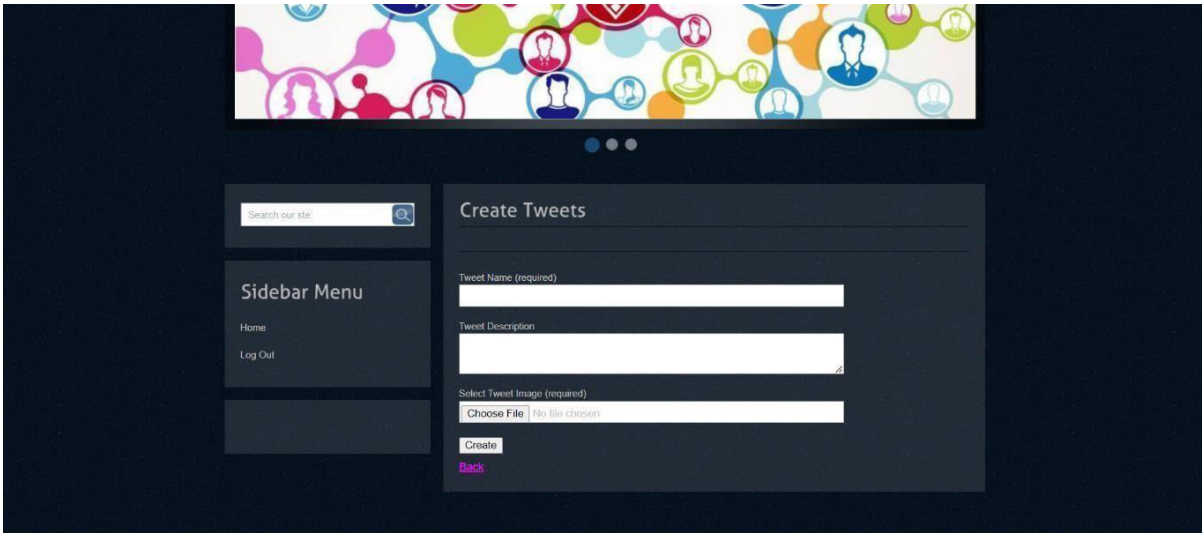 Search our ste:
Sidebar Menu
Home
Log Out
Create Tweets
Tweet Name (required)
Tweet Description
Select Tweet Image (required)
Choose File No file chosen
Create
Back